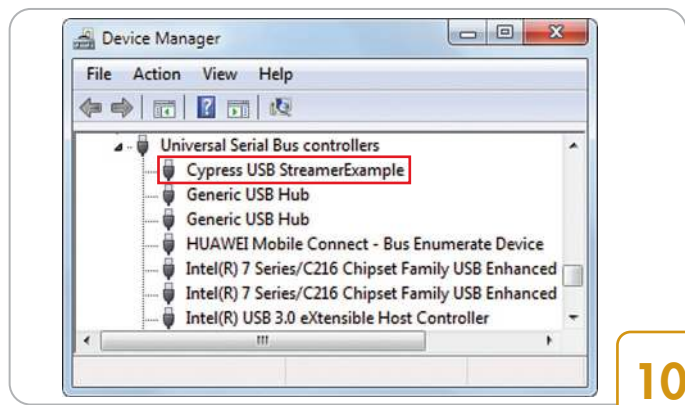 Device Manager
File Action View Help
Universal Serial Bus controllers
Cypress USB StreamerExample
Generic USB Hub
Generic USB Hub
HUAWEI Mobile Connect - Bus Enumerate Device
Intel(R) 7 Series/C216 Chipset Family USB Enhanced
Intel(R) 7 Series/C216 Chipset Family USB Enhanced
Intel(R) USB 3.0 eXtensible Host Controller
10